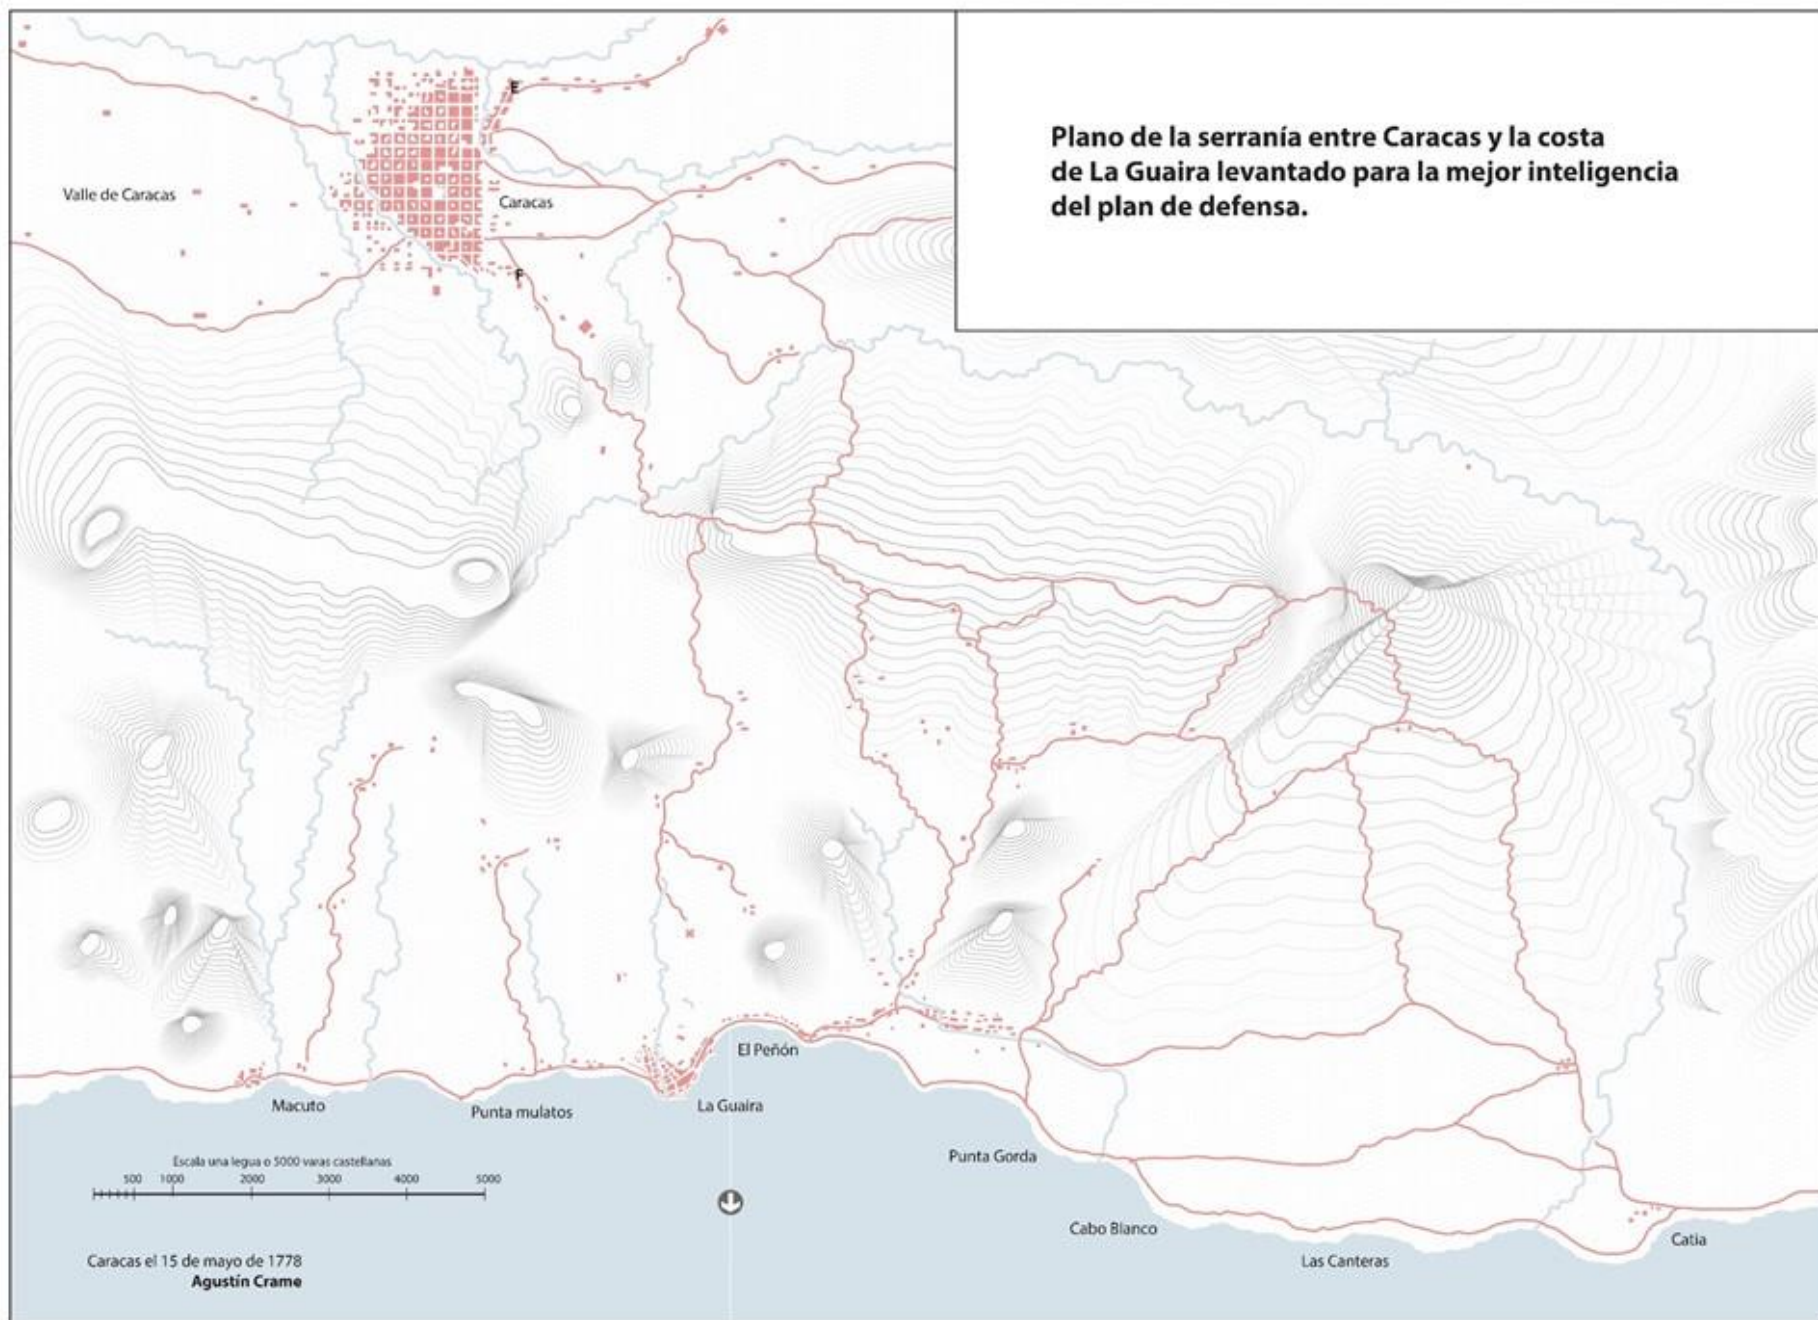 Plano de la serranía entre Caracas y la costa
de La Guaira levantado para la mejor inteligencia
del plan de defensa.
E
Valle de Caracas
Caracas
F
El Peñón
Macuto
Punta mulatos
La Guaira
Punta Gorda
Cabo Blanco
Las Canteras
Catia
Escala una legua o 5000 varas castellanas
500 1000 2000 3000 4000 5000
Caracas el 15 de mayo de 1778
Agustín Crame